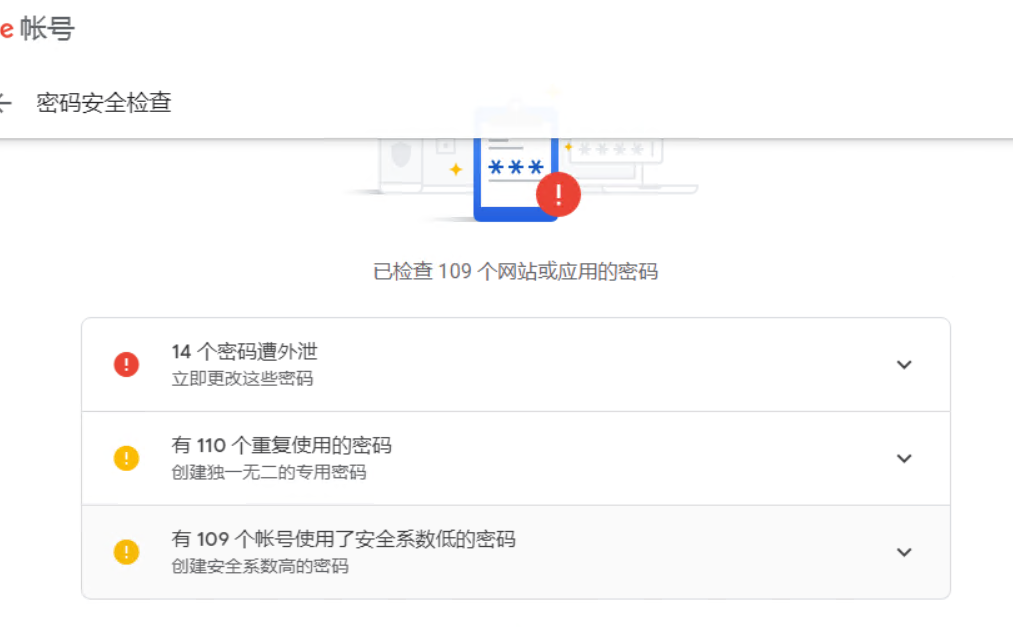 e 帐号
密码安全检查
***
****
已检查 109 个网站或应用的密码
14 个密码遭外泄
立即更改这些密码
有 110 个重复使用的密码
创建独一无二的专用密码
有 109 个帐号使用了安全系数低的密码
创建安全系数高的密码